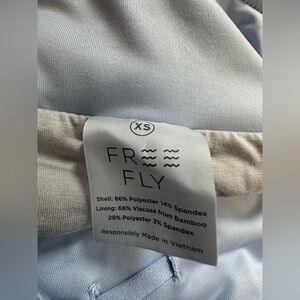 XS
FREE
FLY
Shell: 86% Polyester 14% Spandex
Lining: 68% Viscose from Bamboo
29% Polyester 3% Spandex
Responsibly Made in Vietnam